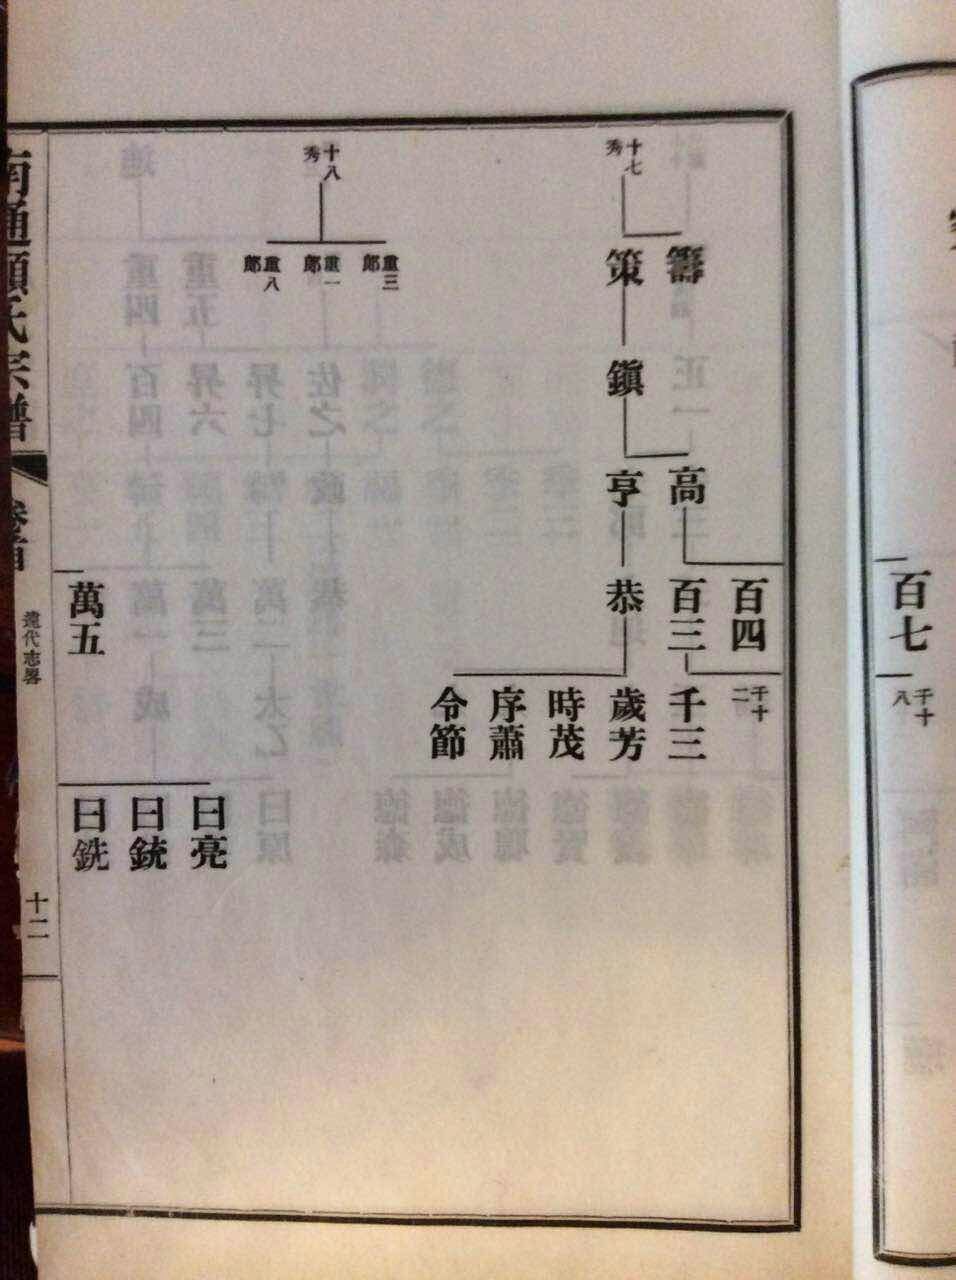 百七
千十八
十七秀
十八秀
籌
策
重三郎
重一郎
重八郎
鎭
高
亨
百四
百三
恭
萬五
千十二
千三
歲芳
時茂
序蕭
令節
曰亮
曰銃
曰銑
南通顧氏宗譜
卷首
遠代志畧
十二